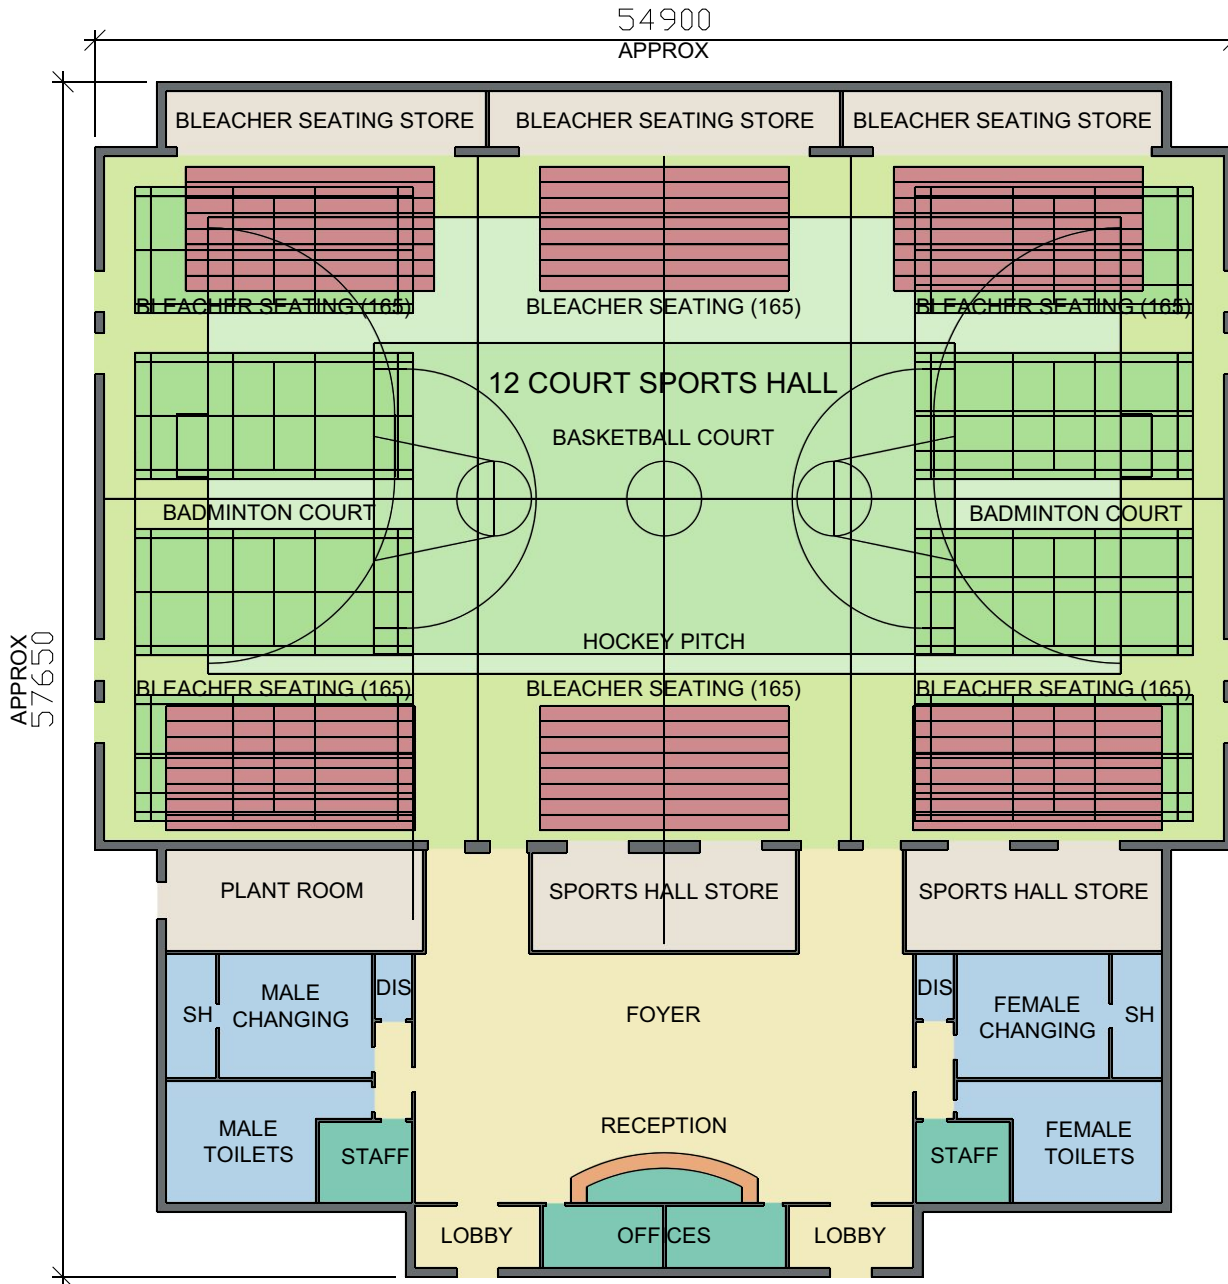 54900
APPROX
BLEACHER SEATING STORE
BLEACHER SEATING STORE
BLEACHER SEATING STORE
BLEACHER SEATING (165)
BLEACHER SEATING (165)
BLEACHER SEATING (165)
12 COURT SPORTS HALL
BASKETBALL COURT
BADMINTON COURT
BADMINTON COURT
HOCKEY PITCH
APPROX
57650
BLEACHER SEATING (165)
BLEACHER SEATING (165)
BLEACHER SEATING (165)
PLANT ROOM
SPORTS HALL STORE
SPORTS HALL STORE
SH
MALE
CHANGING
DIS
FOYER
DIS
FEMALE
CHANGING
SH
MALE
TOILETS
STAFF
RECEPTION
STAFF
FEMALE
TOILETS
LOBBY
OFFICES
LOBBY